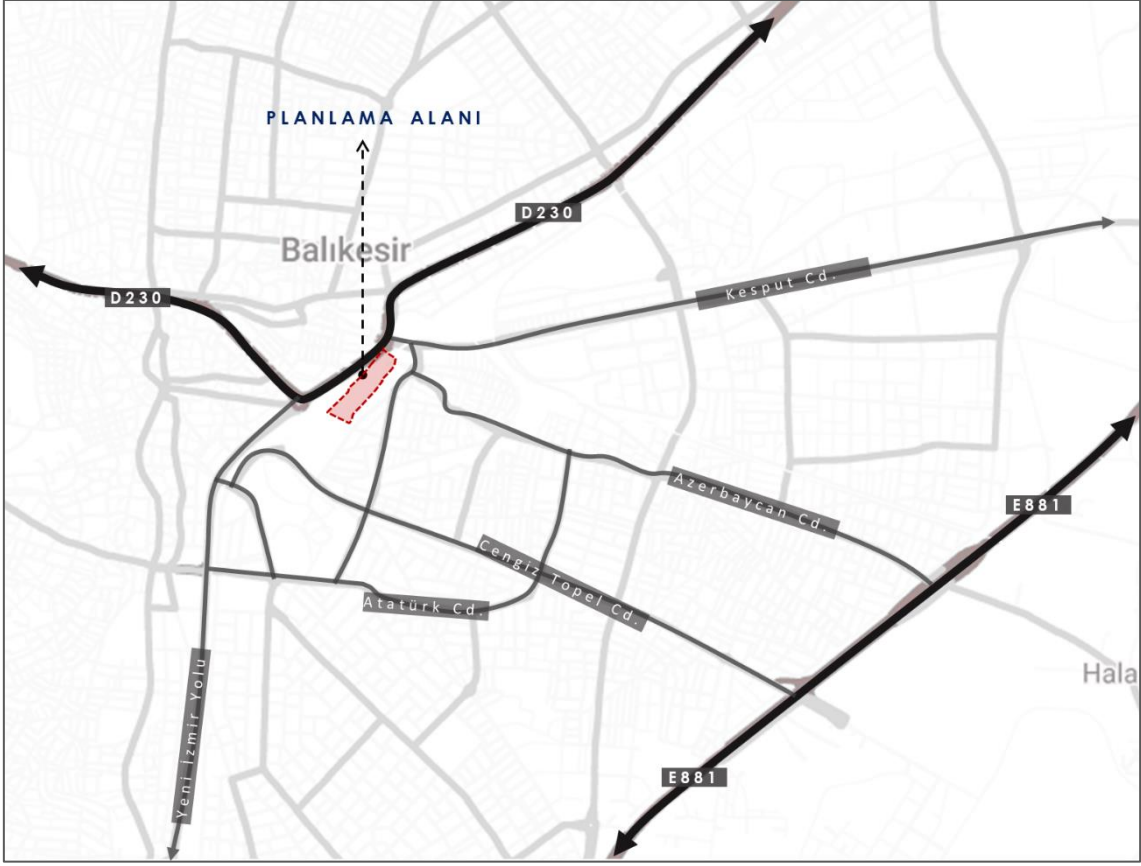 PLANLAMA ALANI
D230
Balıkesir
Kesput Cd.
D230
Azerbaycan Cd.
E881
Cengiz Topel Cd.
Atatürk Cd.
Hala
Yeni İzmir Yolu
E881